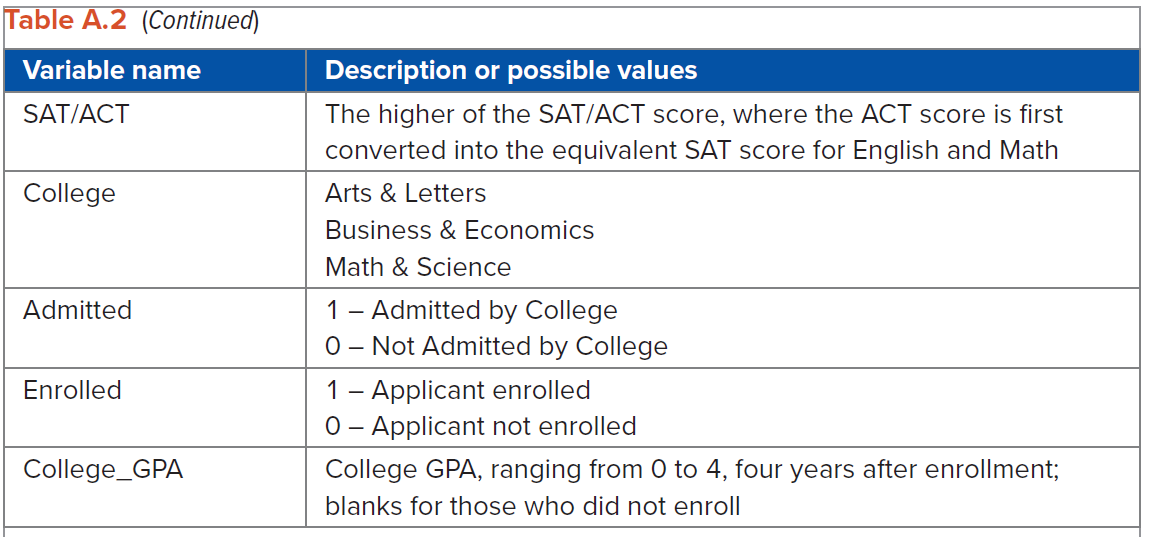 Table A.2 (Continued)
Variable name Description or possible values
SAT/ACT The higher of the SAT/ACT score, where the ACT score is first
converted into the equivalent SAT score for English and Math
College Arts & Letters
Business & Economics
Math & Science
Admitted 1 – Admitted by College
0 – Not Admitted by College
Enrolled 1 – Applicant enrolled
0 – Applicant not enrolled
College_GPA College GPA, ranging from 0 to 4, four years after enrollment;
blanks for those who did not enroll